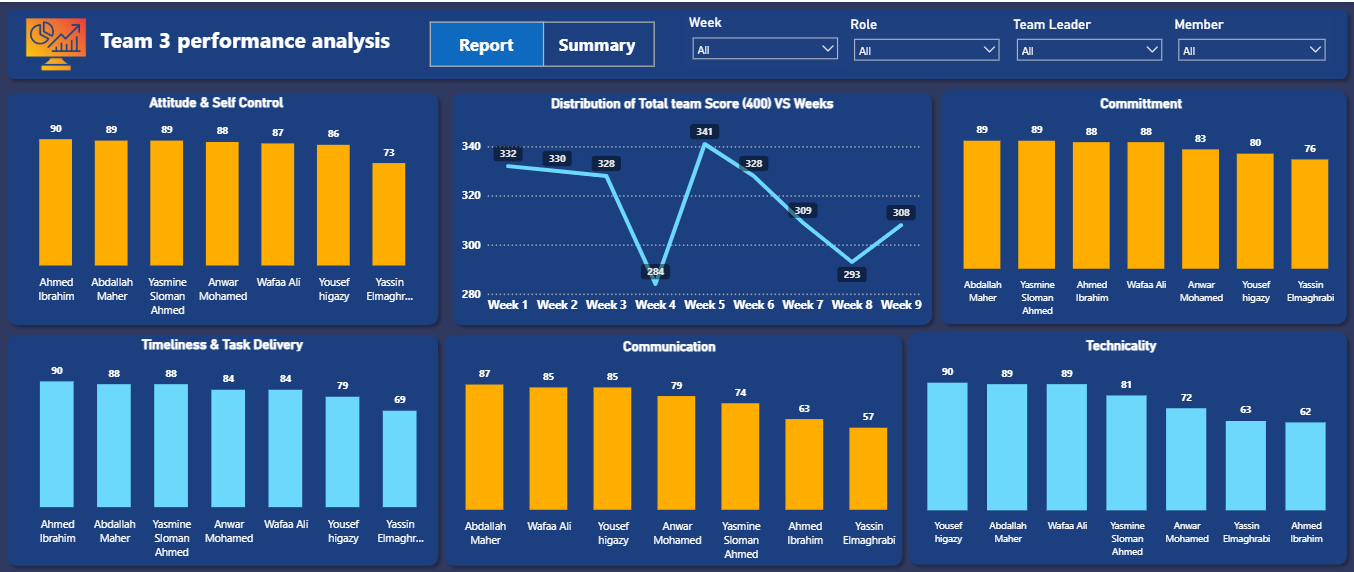 Team 3 performance analysis
Report
Summary
Week
All
Role
All
Team Leader
All
Member
All
Attitude & Self Control
90
89
89
88
87
86
73
Ahmed
Ibrahim
Abdallah
Maher
Yasmine
Sloman
Ahmed
Anwar
Mohamed
Wafaa Ali
Yousef
higazy
Yassin
Elmaghr...
Distribution of Total team Score (400) VS Weeks
340
320
300
280
332
330
328
284
341
328
309
293
308
Week 1
Week 2
Week 3
Week 4
Week 5
Week 6
Week 7
Week 8
Week 9
Committment
89
89
88
88
83
80
76
Abdallah
Maher
Yasmine
Sloman
Ahmed
Ahmed
Ibrahim
Wafaa Ali
Anwar
Mohamed
Yousef
higazy
Yassin
Elmaghrabi
Timeliness & Task Delivery
90
88
88
84
84
79
69
Ahmed
Ibrahim
Abdallah
Maher
Yasmine
Sloman
Ahmed
Anwar
Mohamed
Wafaa Ali
Yousef
higazy
Yassin
Elmaghr...
Communication
87
85
85
79
74
63
57
Abdallah
Maher
Wafaa Ali
Yousef
higazy
Anwar
Mohamed
Yasmine
Sloman
Ahmed
Ahmed
Ibrahim
Yassin
Elmaghrabi
Technicality
90
89
89
81
72
63
62
Yousef
higazy
Abdallah
Maher
Wafaa Ali
Yasmine
Sloman
Ahmed
Anwar
Mohamed
Yassin
Elmaghrabi
Ahmed
Ibrahim